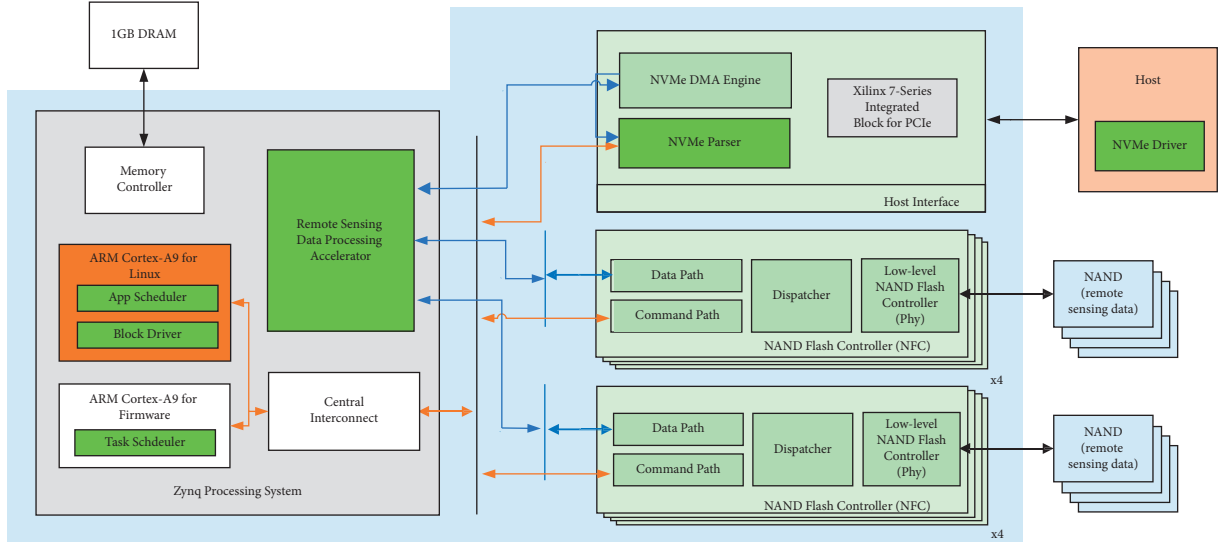 1GB DRAM
Memory
Controller
Remote Sensing
Data Processing
Accelerator
ARM Cortex-A9 for
Linux
App Scheduler
Block Driver
ARM Cortex-A9 for
Firmware
Task Schdeuler
Central
Interconnect
Zynq Processing System
NVMe DMA Engine
NVMe Parser
Xilinx 7-Series
Integrated
Block for PCIe
Host Interface
Host
NVMe Driver
Data Path
Command Path
Dispatcher
Low-level
NAND Flash
Controller
(Phy)
NAND Flash Controller (NFC)
x4
NAND
(remote
sensing data)
Data Path
Command Path
Dispatcher
Low-level
NAND Flash
Controller
(Phy)
NAND Flash Controller (NFC)
x4
NAND
(remote
sensing data)